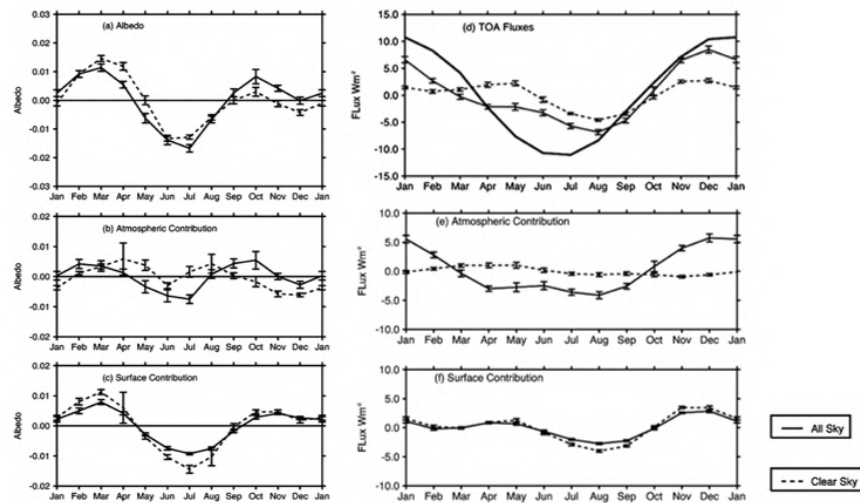 (a) Albedo
Albedo
0.03
0.02
0.01
0.00
-0.01
-0.02
-0.03
Jan Feb Mar Apr May Jun Jul Aug Sep Oct Nov Dec Jan
(b) Atmospheric Contribution
Albedo
0.02
0.01
0.00
-0.01
0.02
Jan Feb Mar Apr May Jun Jul Aug Sep Oct Nov Dec Jan
(c) Surface Contribution
Albedo
0.02
0.01
0.00
-0.01
-0.02
Jan Feb Mar Apr May Jun Jul Aug Sep Oct Nov Dec Jan
(d) TOA Fluxes
FLux Wm²
15.0
10.0
5.0
0.0
-5.0
-10.0
-15.0
Jan Feb Mar Apr May Jun Jul Aug Sep Oct Nov Dec Jan
(e) Atmospheric Contribution
FLux Wm²
10.0
5.0
0.0
-5.0
-10.0
Jan Feb Mar Apr May Jun Jul Aug Sep Oct Nov Dec Jan
(f) Surface Contribution
FLux Wm²
10.0
5.0
0.0
-5.0
-10.0
Jan Feb Mar Apr May Jun Jul Aug Sep Oct Nov Dec Jan
All Sky
Clear Sky